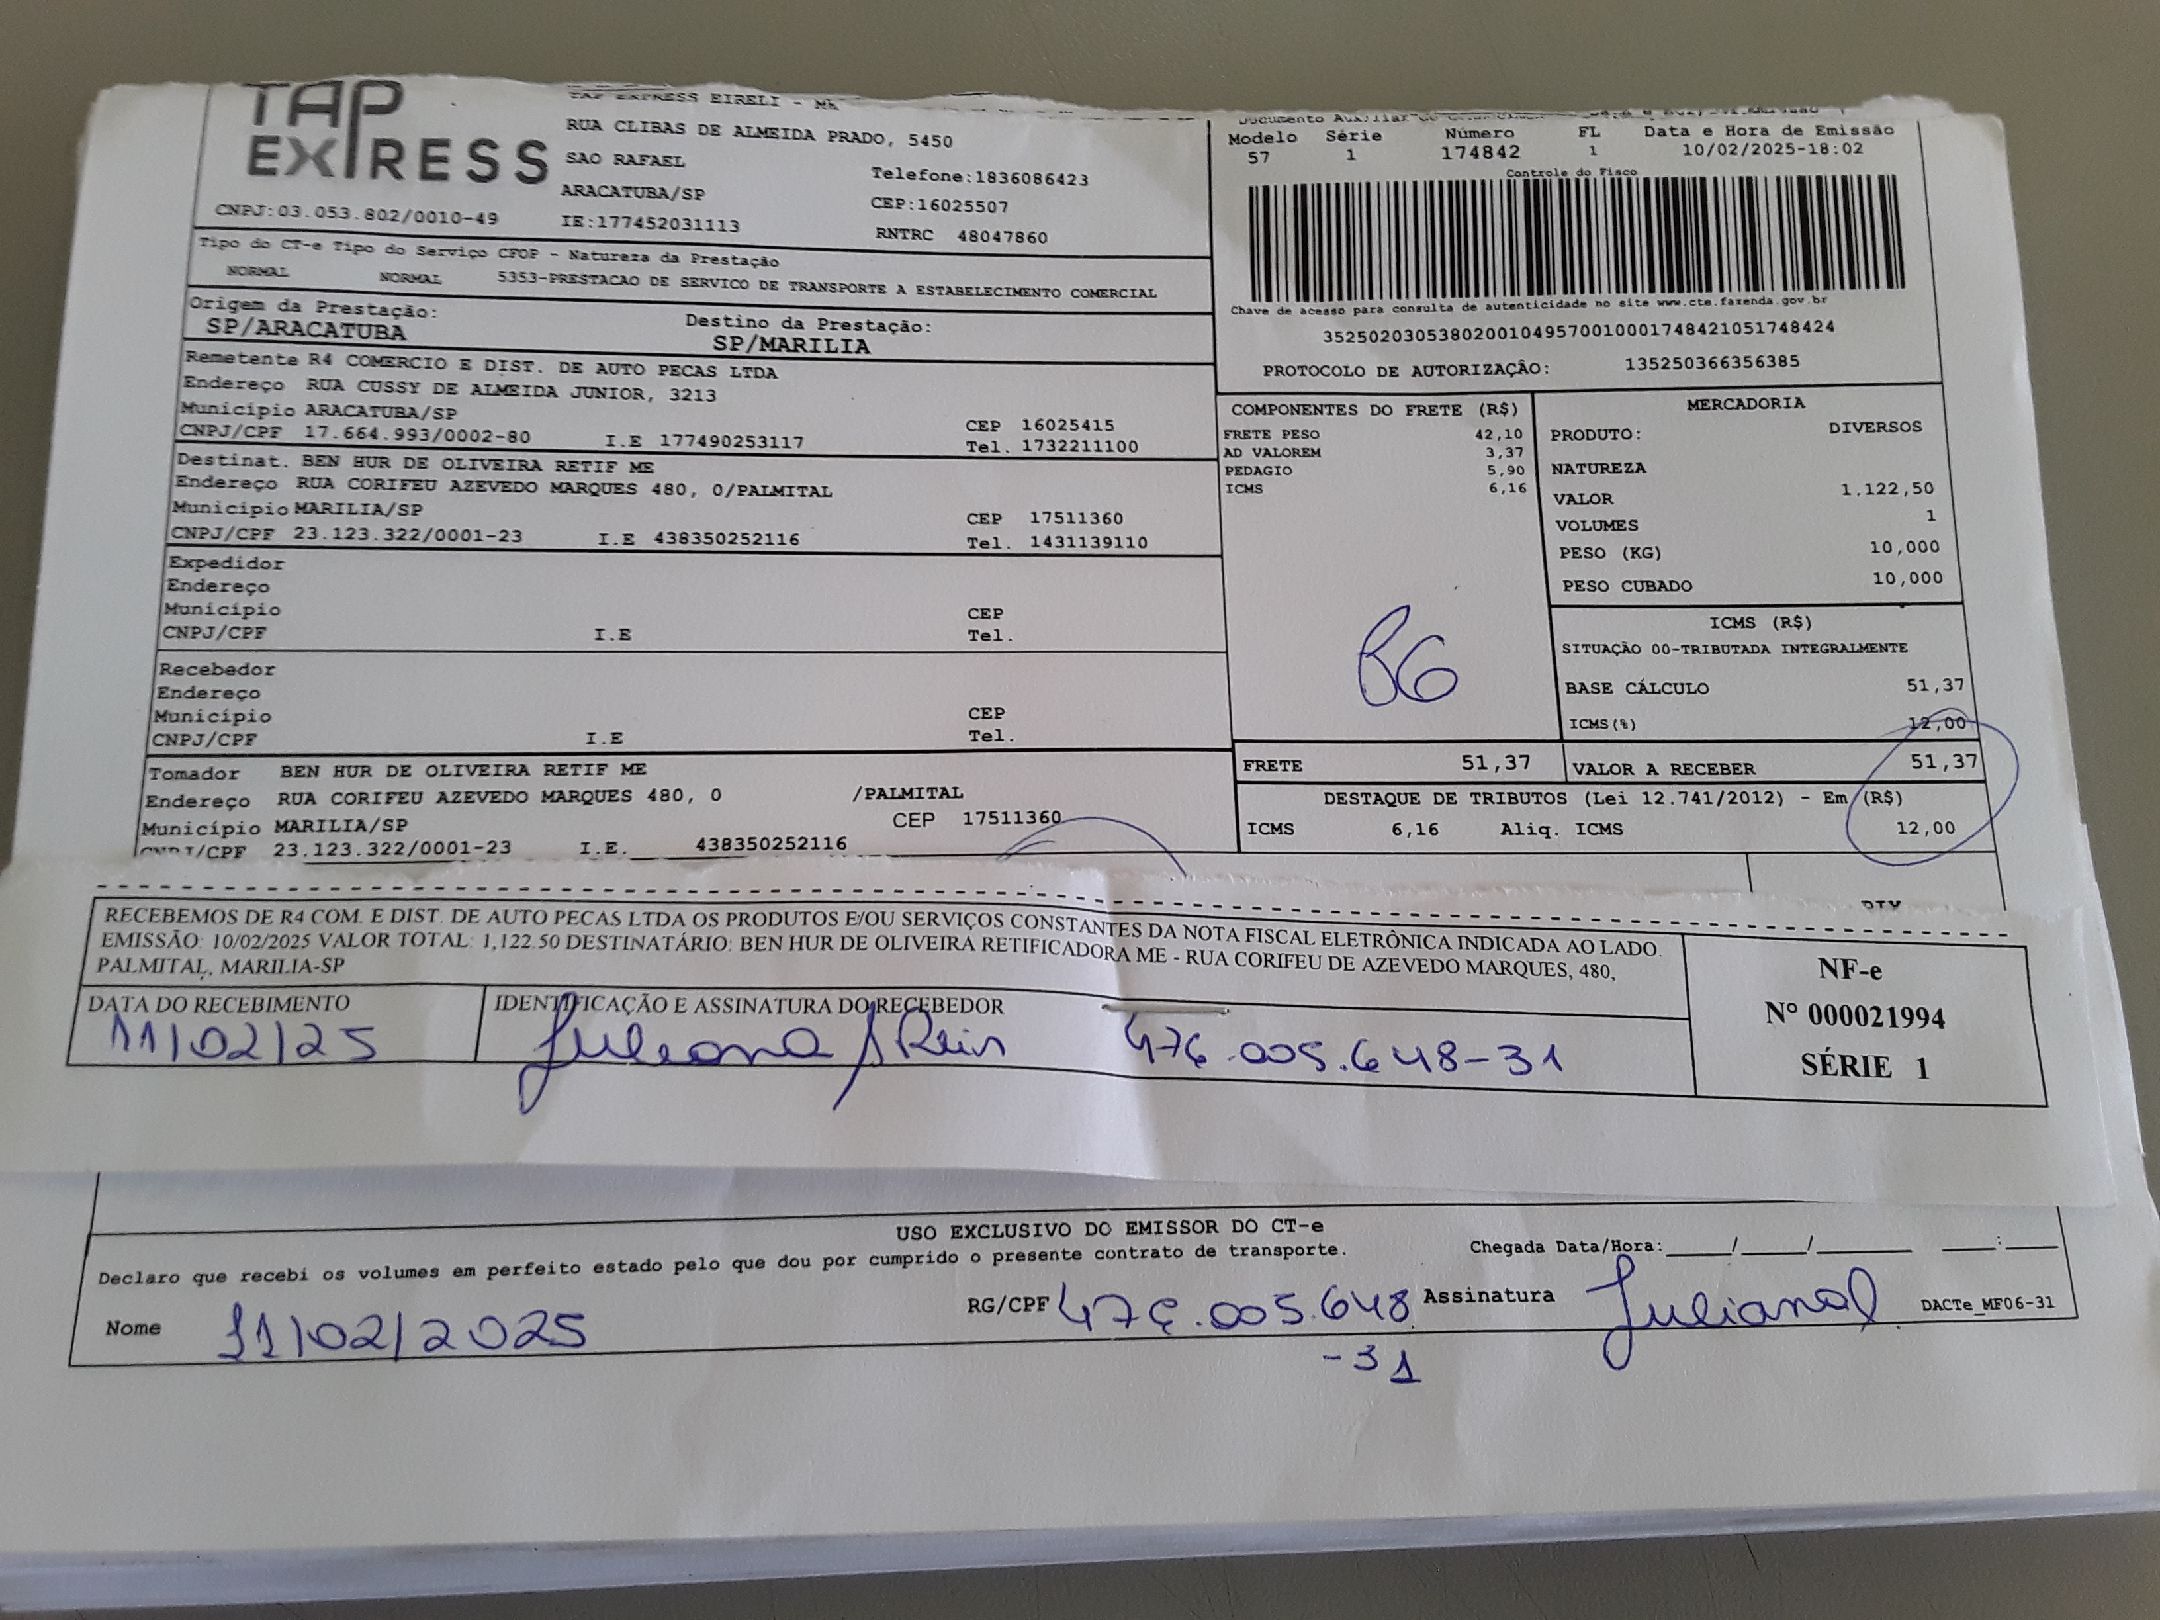 TAP
EXPRESS
TAP EXPRESS EIRELI -
RUA CLIBAS DE ALMEIDA PRADO, 5450
SAO RAFAEL
Telefone:1836086423
ARACATUBA/SP
CEP:16025507
CNPJ:03.053.802/0010-49 IE:177452031113
RNTRC 48047860
Tipo do CT-e Tipo do Serviço CFOP - Natureza da Prestação
NORMAL NORMAL 5353-PRESTACAO DE SERVICO DE TRANSPORTE A ESTABELECIMENTO COMERCIAL
Origem da Prestação: Destino da Prestação:
SP/ARACATUBA SP/MARILIA
Remetente R4 COMERCIO E DIST. DE AUTO PECAS LTDA
Endereço RUA CUSSY DE ALMEIDA JUNIOR, 3213
Município ARACATUBA/SP CEP 16025415
CNPJ/CPF 17.664.993/0002-80 I.E 177490253117 Tel. 1732211100
Destinat. BEN HUR DE OLIVEIRA RETIF ME
Endereço RUA CORIFEU AZEVEDO MARQUES 480, 0/PALMITAL
Município MARILIA/SP CEP 17511360
CNPJ/CPF 23.123.322/0001-23 I.E 438350252116 Tel. 1431139110
Expedidor
Endereço
Município CEP
CNPJ/CPF I.E Tel.
Recebedor
Endereço
Município CEP
CNPJ/CPF I.E Tel.
Tomador BEN HUR DE OLIVEIRA RETIF ME
Endereço RUA CORIFEU AZEVEDO MARQUES 480, 0 /PALMITAL
Município MARILIA/SP CEP 17511360
CNPJ/CPF 23.123.322/0001-23 I.E. 438350252116
Documento Auxiliar
Modelo Série Número FL Data e Hora de Emissão
57 1 174842 1 10/02/2025-18:02
Controle do Fisco
Chave de acesso para consulta de autenticidade no site www.cte.fazenda.gov.br
35250203053802001049570010001748421051748424
PROTOCOLO DE AUTORIZAÇÃO: 135250366356385
COMPONENTES DO FRETE (R$)
FRETE PESO 42,10
AD VALOREM 3,37
PEDAGIO 5,90
ICMS 6,16
B6
MERCADORIA
PRODUTO: DIVERSOS
NATUREZA
VALOR 1.122,50
VOLUMES 1
PESO (KG) 10,000
PESO CUBADO 10,000
ICMS (R$)
SITUAÇÃO 00-TRIBUTADA INTEGRALMENTE
BASE CÁLCULO 51,37
ICMS(%) 12,00
FRETE 51,37 VALOR A RECEBER 51,37
DESTAQUE DE TRIBUTOS (Lei 12.741/2012) - Em (R$)
ICMS 6,16 Aliq. ICMS 12,00
RECEBEMOS DE R4 COM. E DIST. DE AUTO PECAS LTDA OS PRODUTOS E/OU SERVIÇOS CONSTANTES DA NOTA FISCAL ELETRÔNICA INDICADA AO LADO.
EMISSÃO: 10/02/2025 VALOR TOTAL: 1,122.50 DESTINATÁRIO: BEN HUR DE OLIVEIRA RETIFICADORA ME - RUA CORIFEU DE AZEVEDO MARQUES, 480,
PALMITAL, MARILIA-SP
DATA DO RECEBIMENTO IDENTIFICAÇÃO E ASSINATURA DO RECEBEDOR
11/02/25 Juliana 476.005.648-31
NF-e
Nº 000021994
SÉRIE 1
USO EXCLUSIVO DO EMISSOR DO CT-e
Declaro que recebi os volumes em perfeito estado pelo que dou por cumprido o presente contrato de transporte. Chegada Data/Hora:____/____/______ ___:___
Nome 11/02/2025 RG/CPF 476.005.648 Assinatura DACTe_MF06-31
-31